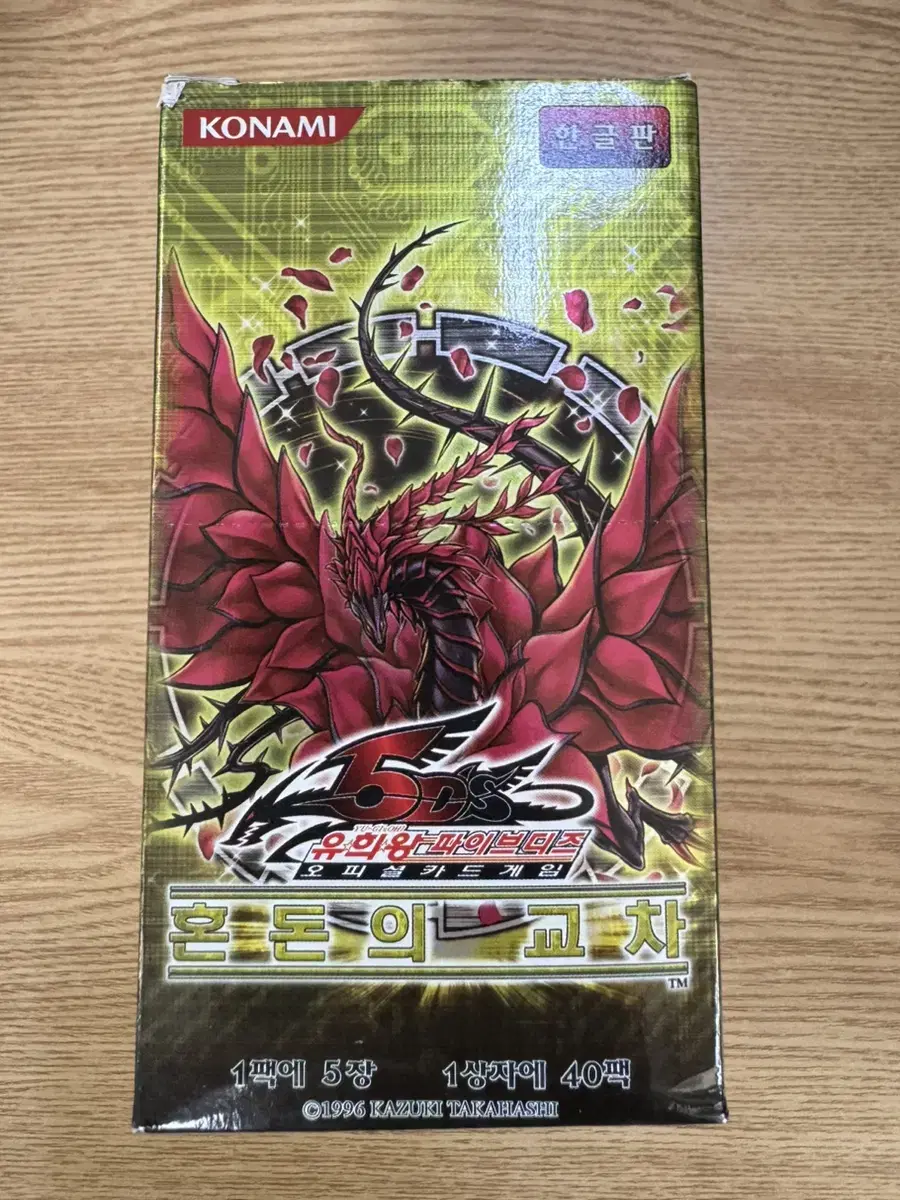 KONAMI
한글판
5D's
YU-GI-OH!
유희왕 파이브디즈
오피셜카드게임
혼돈의 교차
TM
1팩에 5장 1상자에 40팩
©1996 KAZUKI TAKAHASHI